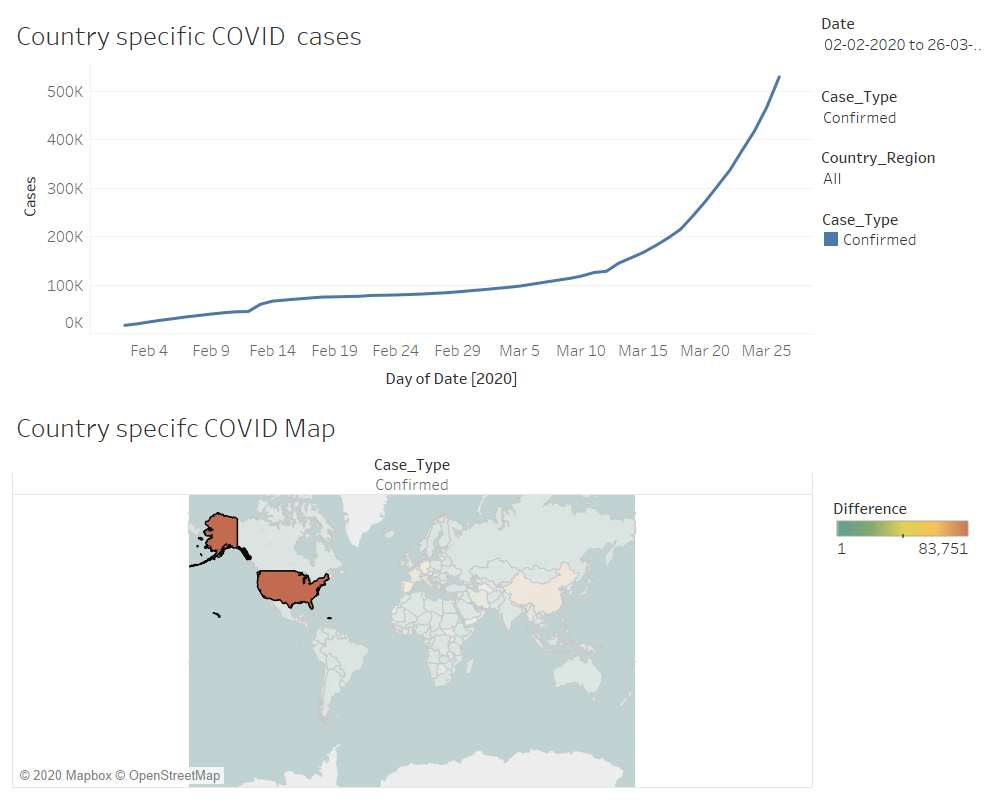 Country specific COVID  cases
500K
400K
300K
200K
100K
0K
Cases
Feb 4 Feb 9 Feb 14 Feb 19 Feb 24 Feb 29 Mar 5 Mar 10 Mar 15 Mar 20 Mar 25
Day of Date [2020]
Date
02-02-2020 to 26-03-..
Case_Type
Confirmed
Country_Region
All
Case_Type
Confirmed
Country specifc COVID Map
Case_Type
Confirmed
© 2020 Mapbox © OpenStreetMap
Difference
1 83,751